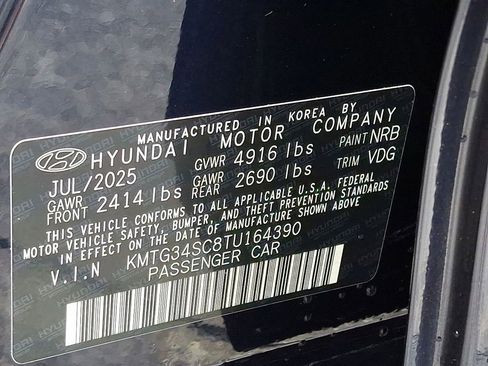 MANUFACTURED IN KOREA BY
HYUNDAI MOTOR COMPANY
JUL/2025 GVWR 4916 lbs PAINT NRB
GAWR FRONT 2414 lbs GAWR REAR 2690 lbs TRIM VDG
THIS VEHICLE CONFORMS TO ALL APPLICABLE U.S.A. FEDERAL
MOTOR VEHICLE SAFETY, BUMPER, AND THEFT PREVENTION STANDARDS
IN EFFECT ON THE DATE OF MANUFACTURE SHOWN ABOVE.
V.I.N KMTG34SC8TU164390
PASSENGER CAR